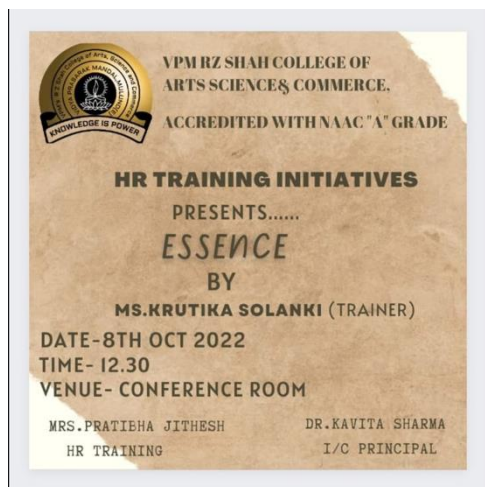 VPM RZ SHAH COLLEGE OF
ARTS SCIENCE& COMMERCE,
ACCREDITED WITH NAAC "A" GRADE
KNOWLEDGE IS POWER
HR TRAINING INITIATIVES
PRESENTS......
ESSENCE
BY
MS.KRUTIKA SOLANKI (TRAINER)
DATE-8TH OCT 2022
TIME- 12.30
VENUE- CONFERENCE ROOM
MRS.PRATIBHA JITHESH
HR TRAINING
DR.KAVITA SHARMA
I/C PRINCIPAL